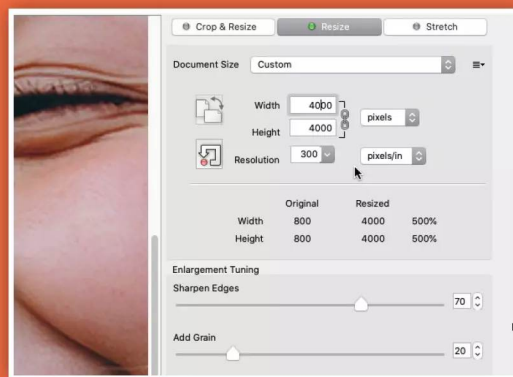 Crop & Resize Resize Stretch
Document Size Custom
Width 4000
pixels
Height 4000
Resolution 300 pixels/in
Original Resized
Width 800 4000 500%
Height 800 4000 500%
Enlargement Tuning
Sharpen Edges
70
Add Grain
20